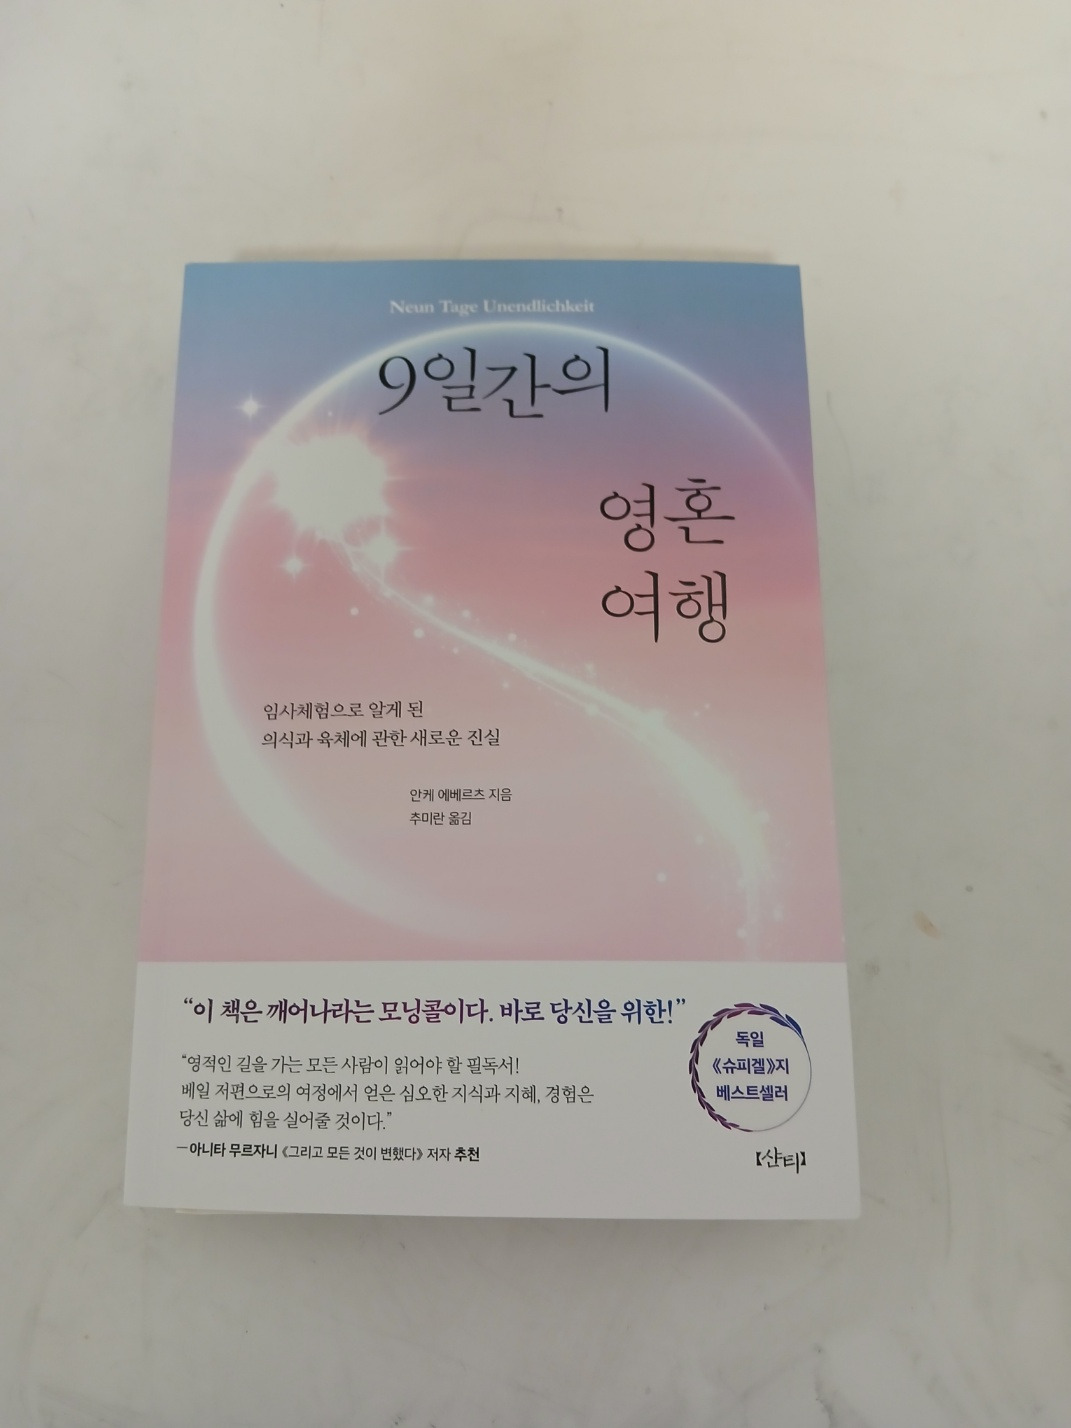 Neun Tage Unendlichkeit
9일간의
영혼
여행
임사체험으로 알게 된
의식과 육체에 관한 새로운 진실
안케 에베르츠 지음
추미란 옮김
“이 책은 깨어나라는 모닝콜이다. 바로 당신을 위한!”
“영적인 길을 가는 모든 사람이 읽어야 할 필독서!
베일 저편으로의 여정에서 얻은 심오한 지식과 지혜, 경험은
당신 삶에 힘을 실어줄 것이다.”
—아니타 무르자니 《그리고 모든 것이 변했다》 저자 추천
독일
《슈피겔》지
베스트셀러
【샨티】